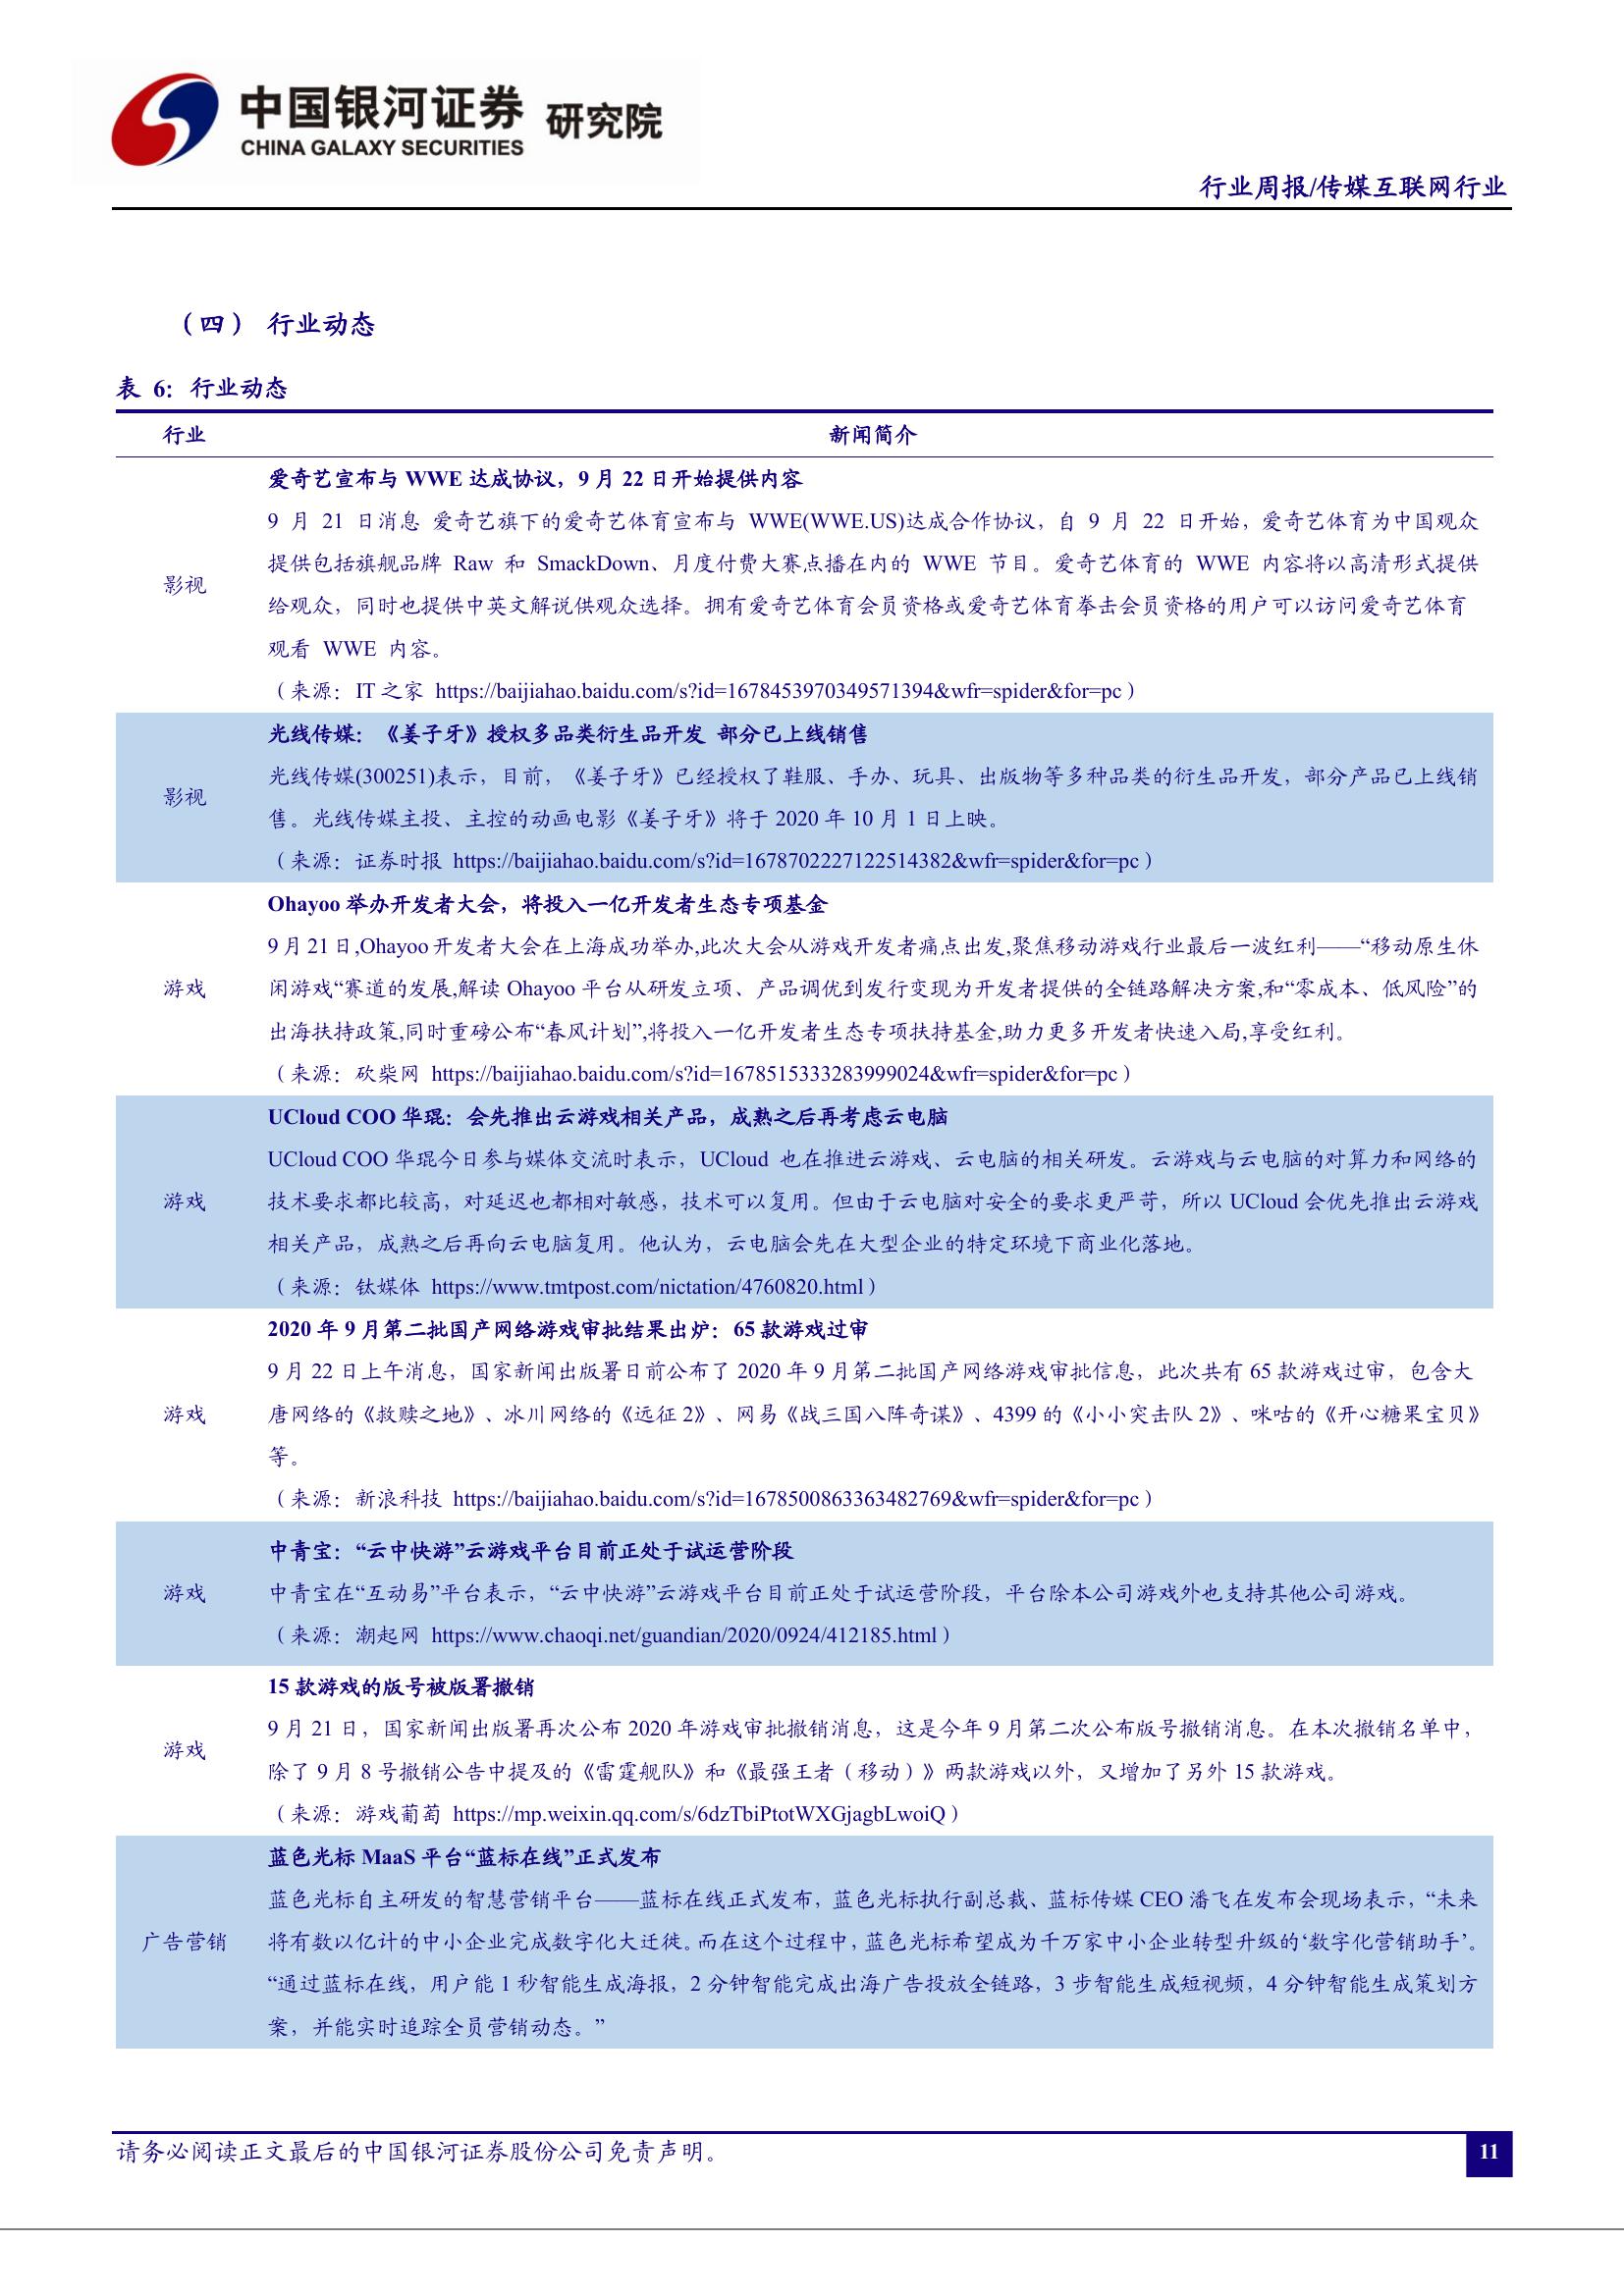 中国银河证券 研究院
CHINA GALAXY SECURITIES
行业周报/传媒互联网行业
（四） 行业动态
表 6：行业动态
行业 新闻简介
爱奇艺宣布与 WWE 达成协议，9 月 22 日开始提供内容
9 月 21 日消息 爱奇艺旗下的爱奇艺体育宣布与 WWE(WWE.US)达成合作协议，自 9 月 22 日开始，爱奇艺体育为中国观众
提供包括旗舰品牌 Raw 和 SmackDown、月度付费大赛点播在内的 WWE 节目。爱奇艺体育的 WWE 内容将以高清形式提供
影视
给观众，同时也提供中英文解说供观众选择。拥有爱奇艺体育会员资格或爱奇艺体育拳击会员资格的用户可以访问爱奇艺体育
观看 WWE 内容。
（来源：IT 之家 https://baijiahao.baidu.com/s?id=1678453970349571394&wfr=spider&for=pc）
光线传媒：《姜子牙》授权多品类衍生品开发 部分已上线销售
光线传媒(300251)表示，目前，《姜子牙》已经授权了鞋服、手办、玩具、出版物等多种品类的衍生品开发，部分产品已上线销
影视
售。光线传媒主投、主控的动画电影《姜子牙》将于 2020 年 10 月 1 日上映。
（来源：证券时报 https://baijiahao.baidu.com/s?id=1678702227122514382&wfr=spider&for=pc）
Ohayoo 举办开发者大会，将投入一亿开发者生态专项基金
9 月 21 日,Ohayoo 开发者大会在上海成功举办,此次大会从游戏开发者痛点出发,聚焦移动游戏行业最后一波红利——“移动原生休
游戏
闲游戏“赛道的发展,解读 Ohayoo 平台从研发立项、产品调优到发行变现为开发者提供的全链路解决方案,和“零成本、低风险”的
出海扶持政策,同时重磅公布“春风计划”,将投入一亿开发者生态专项扶持基金,助力更多开发者快速入局,享受红利。
（来源：砍柴网 https://baijiahao.baidu.com/s?id=1678515333283999024&wfr=spider&for=pc）
UCloud COO 华琨：会先推出云游戏相关产品，成熟之后再考虑云电脑
UCloud COO 华琨今日参与媒体交流时表示，UCloud 也在推进云游戏、云电脑的相关研发。云游戏与云电脑的对算力和网络的
游戏
技术要求都比较高，对延迟也都相对敏感，技术可以复用。但由于云电脑对安全的要求更严苛，所以 UCloud 会优先推出云游戏
相关产品，成熟之后再向云电脑复用。他认为，云电脑会先在大型企业的特定环境下商业化落地。
（来源：钛媒体 https://www.tmtpost.com/nictation/4760820.html）
2020 年 9 月第二批国产网络游戏审批结果出炉：65 款游戏过审
9 月 22 日上午消息，国家新闻出版署日前公布了 2020 年 9 月第二批国产网络游戏审批信息，此次共有 65 款游戏过审，包含大
游戏
唐网络的《救赎之地》、冰川网络的《远征 2》、网易《战三国八阵奇谋》、4399 的《小小突击队 2》、咪咕的《开心糖果宝贝》
等。
（来源：新浪科技 https://baijiahao.baidu.com/s?id=1678500863363482769&wfr=spider&for=pc）
中青宝：“云中快游”云游戏平台目前正处于试运营阶段
游戏
中青宝在“互动易”平台表示，“云中快游”云游戏平台目前正处于试运营阶段，平台除本公司游戏外也支持其他公司游戏。
（来源：潮起网 https://www.chaoqi.net/guandian/2020/0924/412185.html）
15 款游戏的版号被版署撤销
9 月 21 日，国家新闻出版署再次公布 2020 年游戏审批撤销消息，这是今年 9 月第二次公布版号撤销消息。在本次撤销名单中，
游戏
除了 9 月 8 号撤销公告中提及的《雷霆舰队》和《最强王者（移动）》两款游戏以外，又增加了另外 15 款游戏。
（来源：游戏葡萄 https://mp.weixin.qq.com/s/6dzTbiPtotWXGjagbLwoiQ）
蓝色光标 MaaS 平台“蓝标在线”正式发布
蓝色光标自主研发的智慧营销平台——蓝标在线正式发布，蓝色光标执行副总裁、蓝标传媒 CEO 潘飞在发布会现场表示，“未来
广告营销
将有数以亿计的中小企业完成数字化大迁徙。而在这个过程中，蓝色光标希望成为千万家中小企业转型升级的‘数字化营销助手’。
“通过蓝标在线，用户能 1 秒智能生成海报，2 分钟智能完成出海广告投放全链路，3 步智能生成短视频，4 分钟智能生成策划方
案，并能实时追踪全员营销动态。”
请务必阅读正文最后的中国银河证券股份公司免责声明。
11